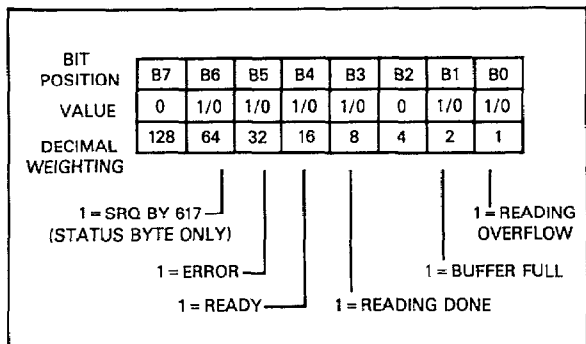 BIT
POSITION B7 B6 B5 B4 B3 B2 B1 B0
VALUE 0 1/0 1/0 1/0 1/0 0 1/0 1/0
DECIMAL
WEIGHTING 128 64 32 16 8 4 2 1
1 = SRQ BY 617
(STATUS BYTE ONLY)
1 = READING
OVERFLOW
1 = ERROR
1 = BUFFER FULL
1 = READY
1 = READING DONE